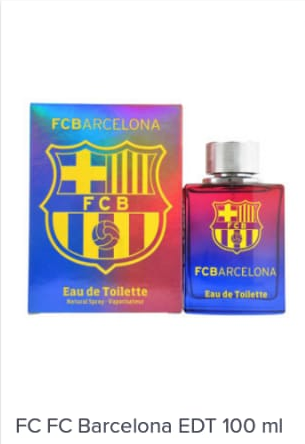 FCBARCELONA
FCB
Eau de Toilette
Natural Spray - Vaporisateur
FCB
FCBARCELONA
Eau de Toilette
FC FC Barcelona EDT 100 ml